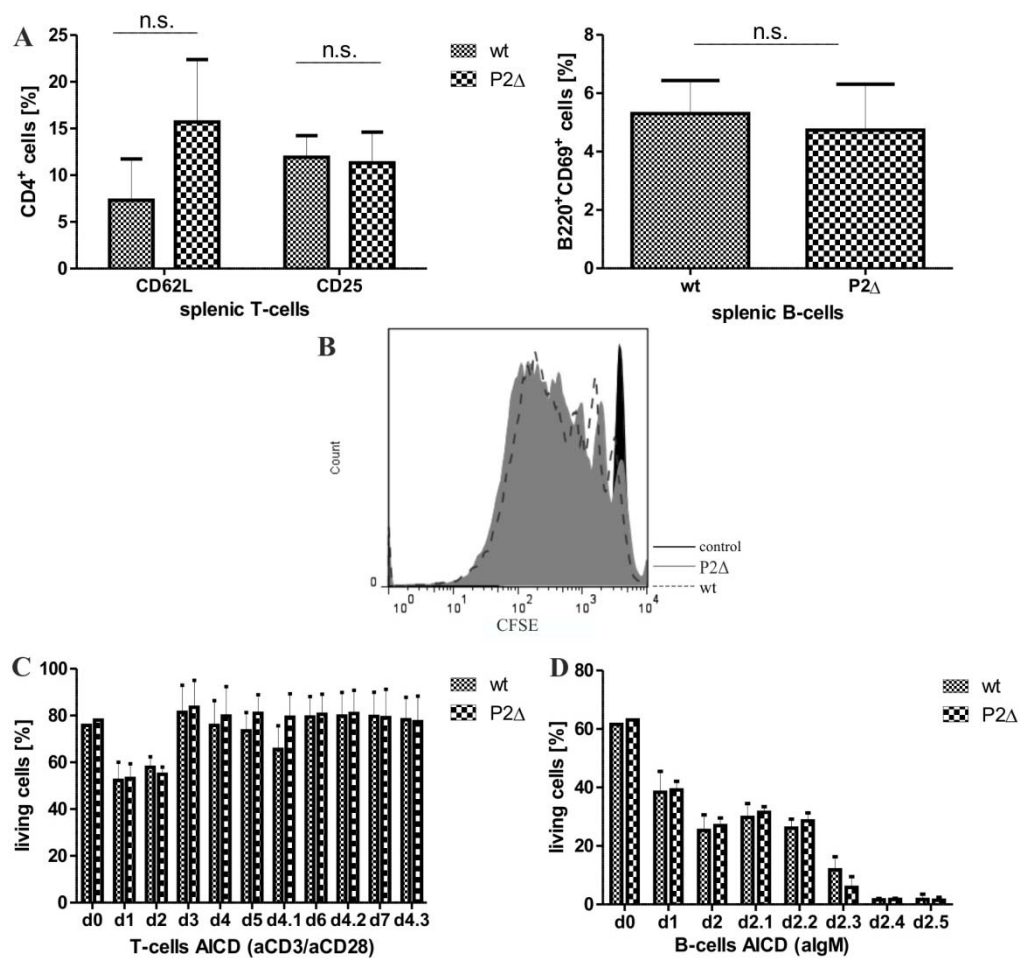 A
n.s.
n.s.
wt
P2Δ
CD4+ cells [%]
25
20
15
10
5
0
CD62L
CD25
splenic T-cells
n.s.
B220+CD69+ cells [%]
8
6
4
2
0
wt
P2Δ
splenic B-cells
B
Count
0
10^0 10^1 10^2 10^3 10^4
CFSE
control
P2Δ
wt
C
wt
P2Δ
living cells [%]
100
80
60
40
20
0
d0 d1 d2 d3 d4 d5 d4.1 d6 d4.2 d7 d4.3
T-cells AICD (aCD3/aCD28)
D
wt
P2Δ
living cells [%]
80
60
40
20
0
d0 d1 d2 d2.1 d2.2 d2.3 d2.4 d2.5
B-cells AICD (aIgM)